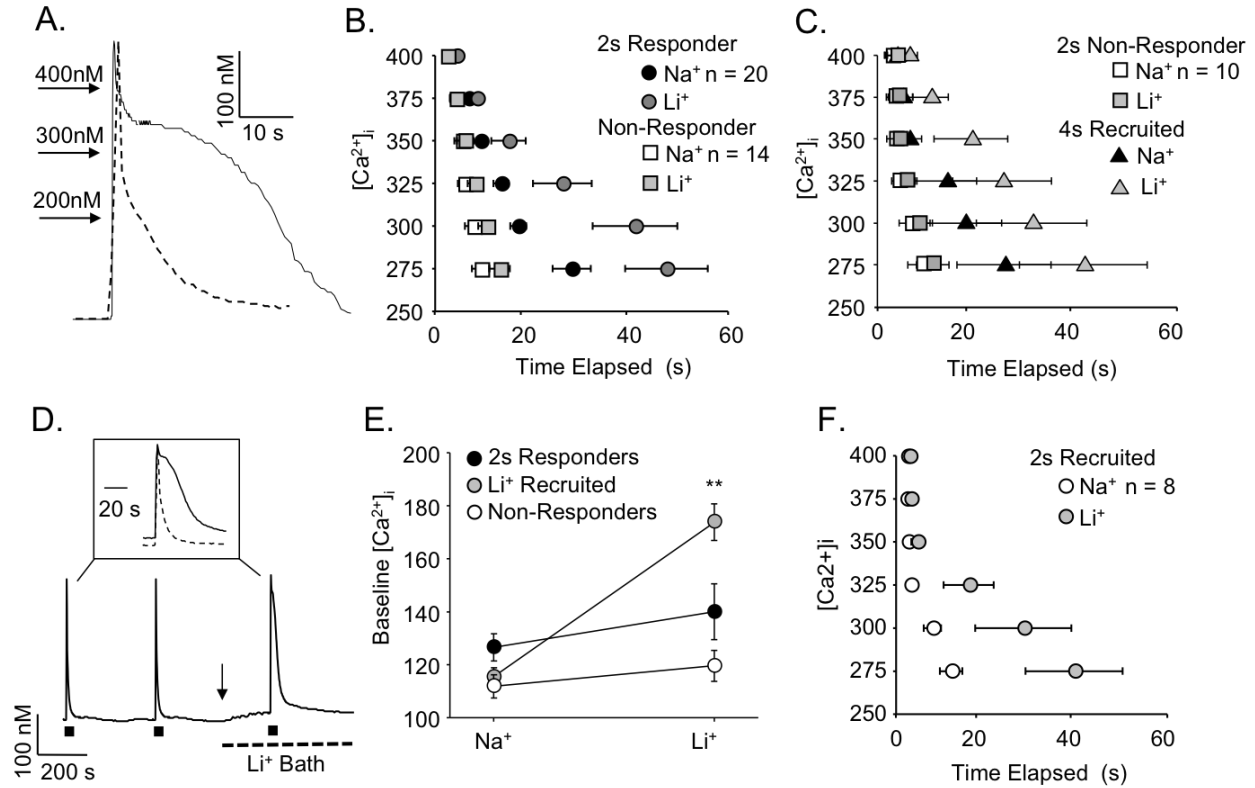 A.
400nM
300nM
200nM
100 nM
10 s
B.
2s Responder
Na⁺ n = 20
Li⁺
Non-Responder
Na⁺ n = 14
Li⁺
[Ca²⁺]i
400
375
350
325
300
275
250
0 20 40 60
Time Elapsed (s)
C.
2s Non-Responder
Na⁺ n = 10
Li⁺
4s Recruited
Na⁺
Li⁺
[Ca²⁺]i
400
375
350
325
300
275
250
0 20 40 60
Time Elapsed (s)
D.
20 s
100 nM
200 s
Li⁺ Bath
E.
2s Responders
Li⁺ Recruited
Non-Responders
**
Baseline [Ca²⁺]i
200
180
160
140
120
100
Na⁺ Li⁺
F.
2s Recruited
Na⁺ n = 8
Li⁺
[Ca2+]i
400
375
350
325
300
275
250
0 20 40 60
Time Elapsed (s)